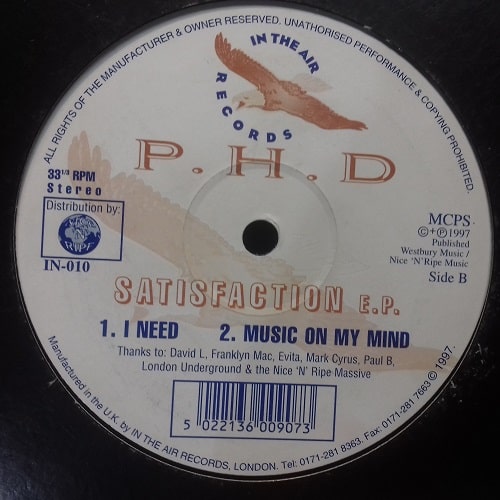 ALL RIGHTS OF THE MANUFACTURER & OWNER RESERVED. UNAUTHORISED PERFORMANCE & COPYING PROHIBITED.
IN THE AIR
RECORDS
P.H.D
33 1/3 RPM
Stereo
Distribution by:
IN-010
MCPS
©+℗1997
Published
Westbury Music /
Nice 'N' Ripe Music
Side B
SATISFACTION E.P.
1. I NEED 2. MUSIC ON MY MIND
Thanks to: David L, Franklyn Mac, Evita, Mark Cyrus, Paul B,
London Underground & the Nice 'N' Ripe Massive
5 022136 009073
Manufactured in the U.K. by IN THE AIR RECORDS, LONDON. Tel: 0171-281 8363. Fax: 0171-281 7663 © 1997.